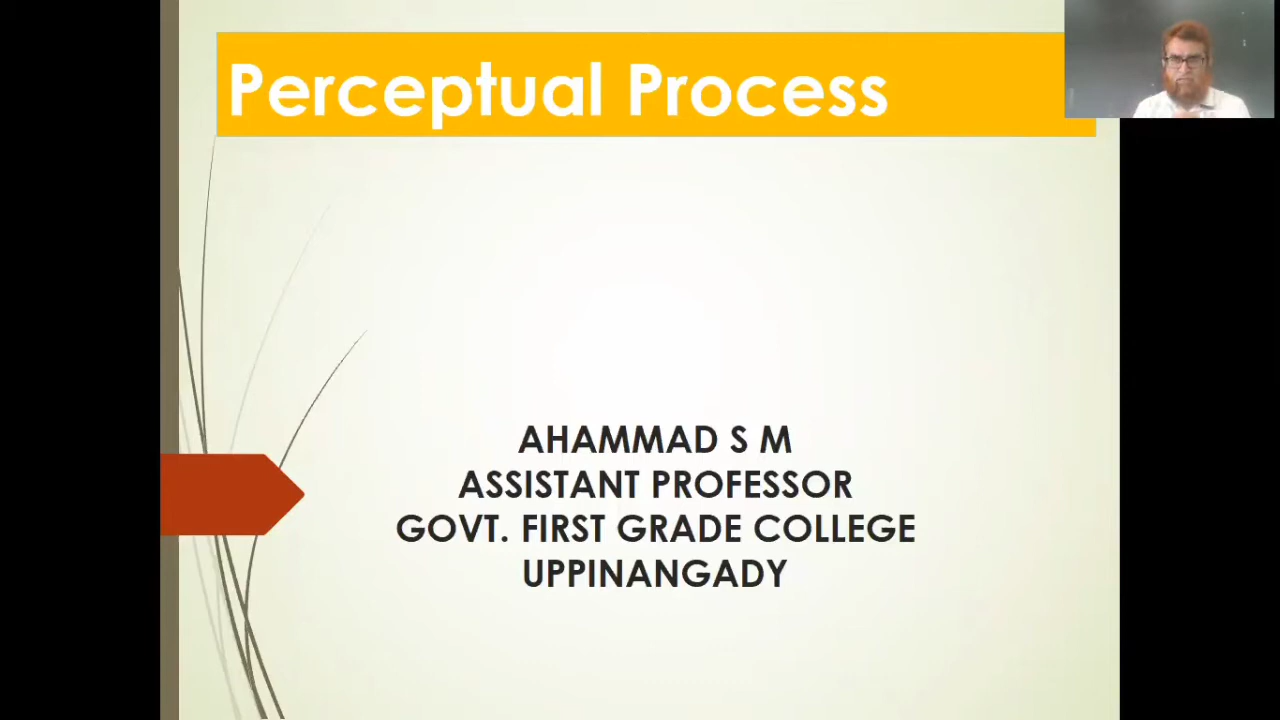 Perceptual Process
AHAMMAD S M
ASSISTANT PROFESSOR
GOVT. FIRST GRADE COLLEGE
UPPINANGADY